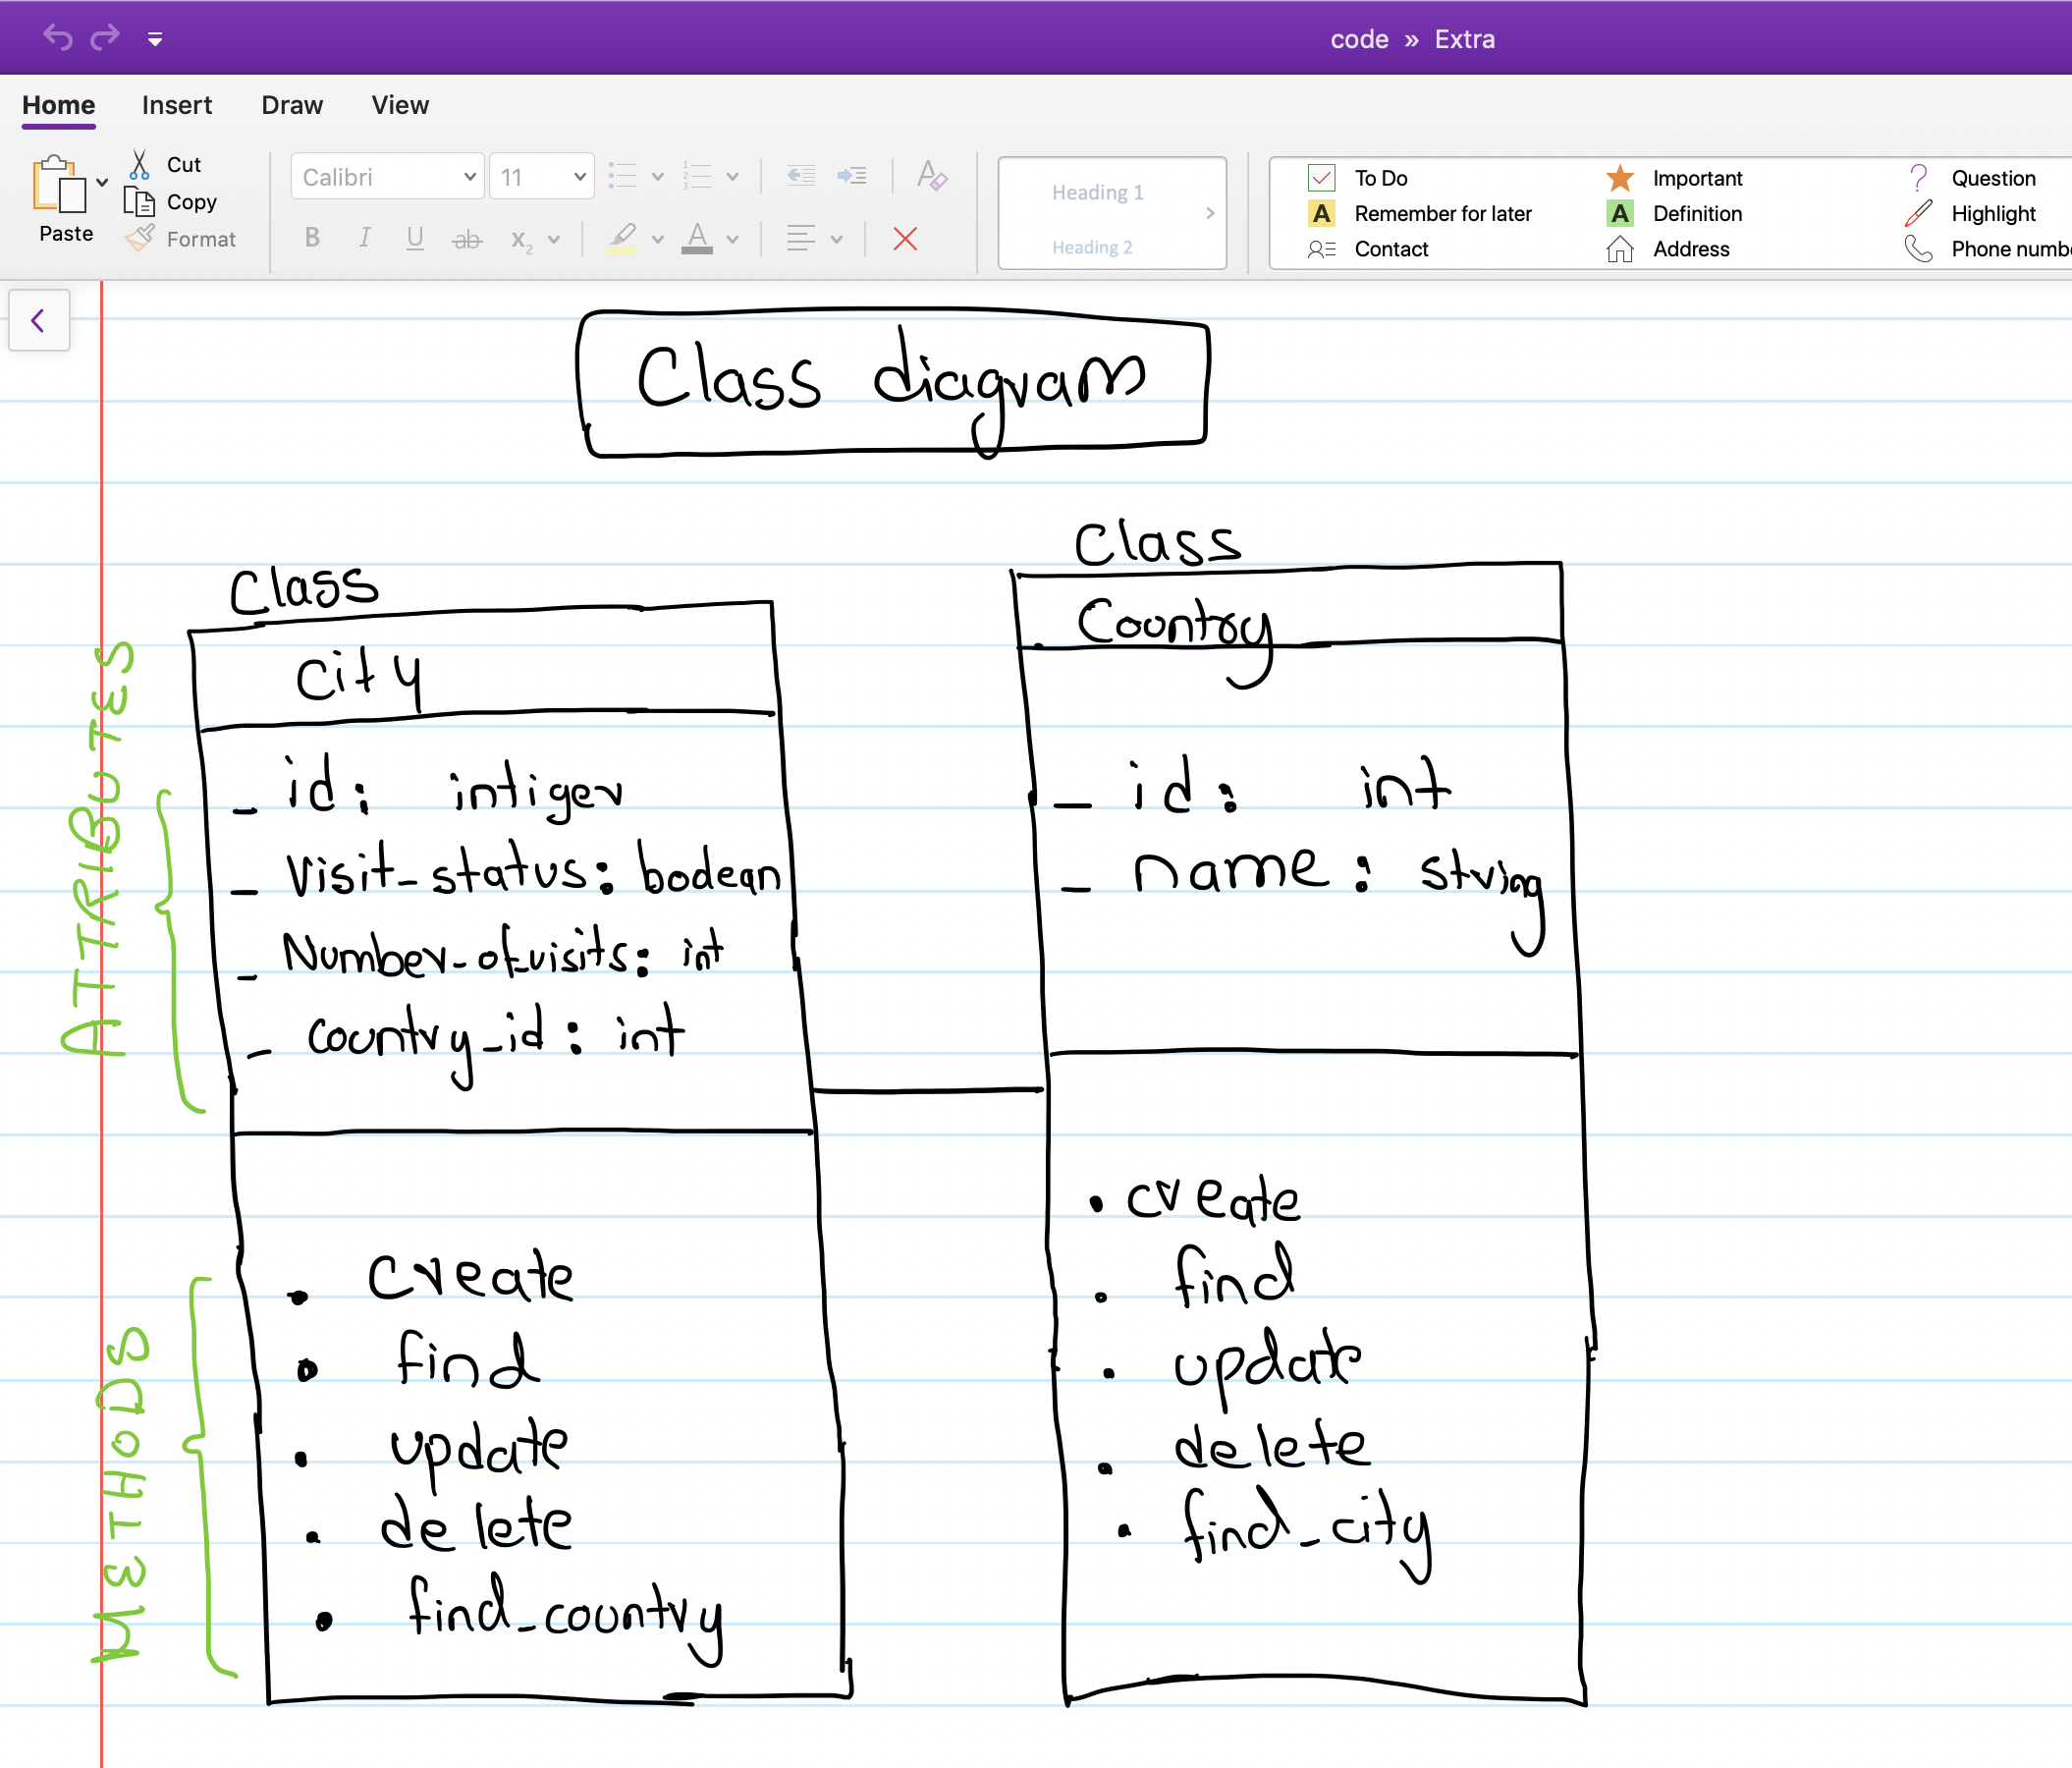 code » Extra
Home Insert Draw View
Paste
Cut
Copy
Format
Calibri 11
B I U ab x2 A
Heading 1
Heading 2
To Do
Remember for later
Contact
Important
Definition
Address
Question
Highlight
Phone numb
Class diagram
Class
City
- id: intiger
- Visit_status: boolean
- Number_of_visits: int
- country_id: int
• create
• find
• update
• delete
• find_country
Class
Country
- id: int
- name: string
• create
• find
• update
• delete
• find_city
ATTRIBUTES
METHODS